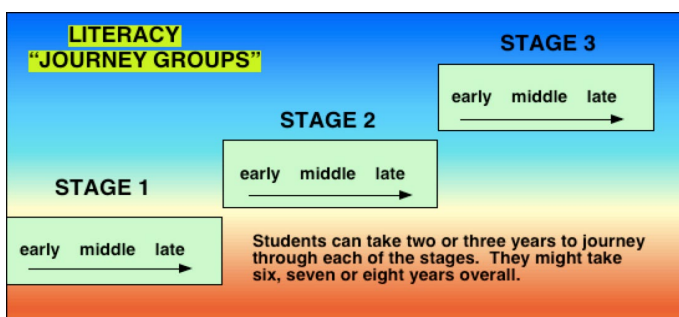 LITERACY
"JOURNEY GROUPS"
STAGE 3
early middle late
STAGE 2
early middle late
STAGE 1
early middle late
Students can take two or three years to journey
through each of the stages. They might take
six, seven or eight years overall.